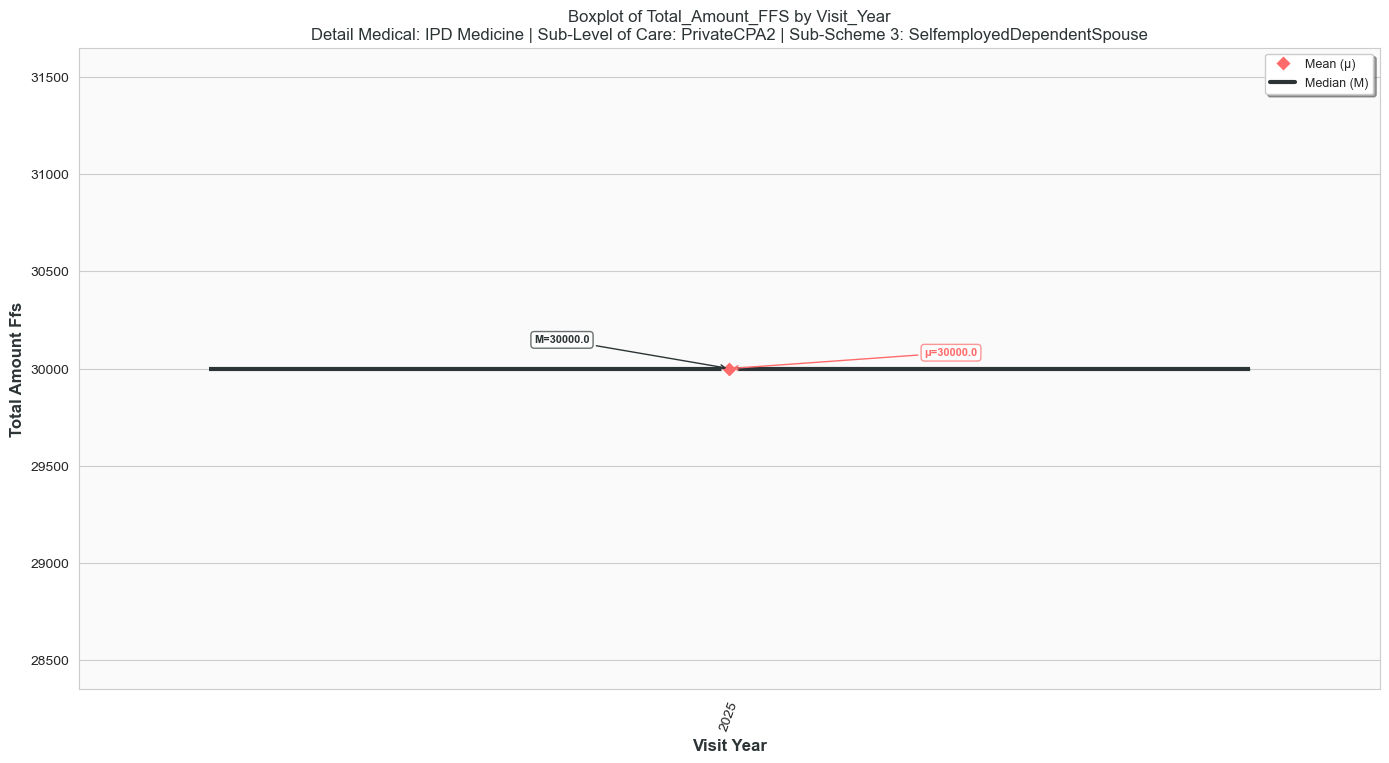 Boxplot of Total_Amount_FFS by Visit_Year
Detail Medical: IPD Medicine | Sub-Level of Care: PrivateCPA2 | Sub-Scheme 3: SelfemployedDependentSpouse
Mean (μ)
Median (M)
31500
31000
30500
30000
29500
29000
28500
Total Amount Ffs
M=30000.0
μ=30000.0
2025
Visit Year